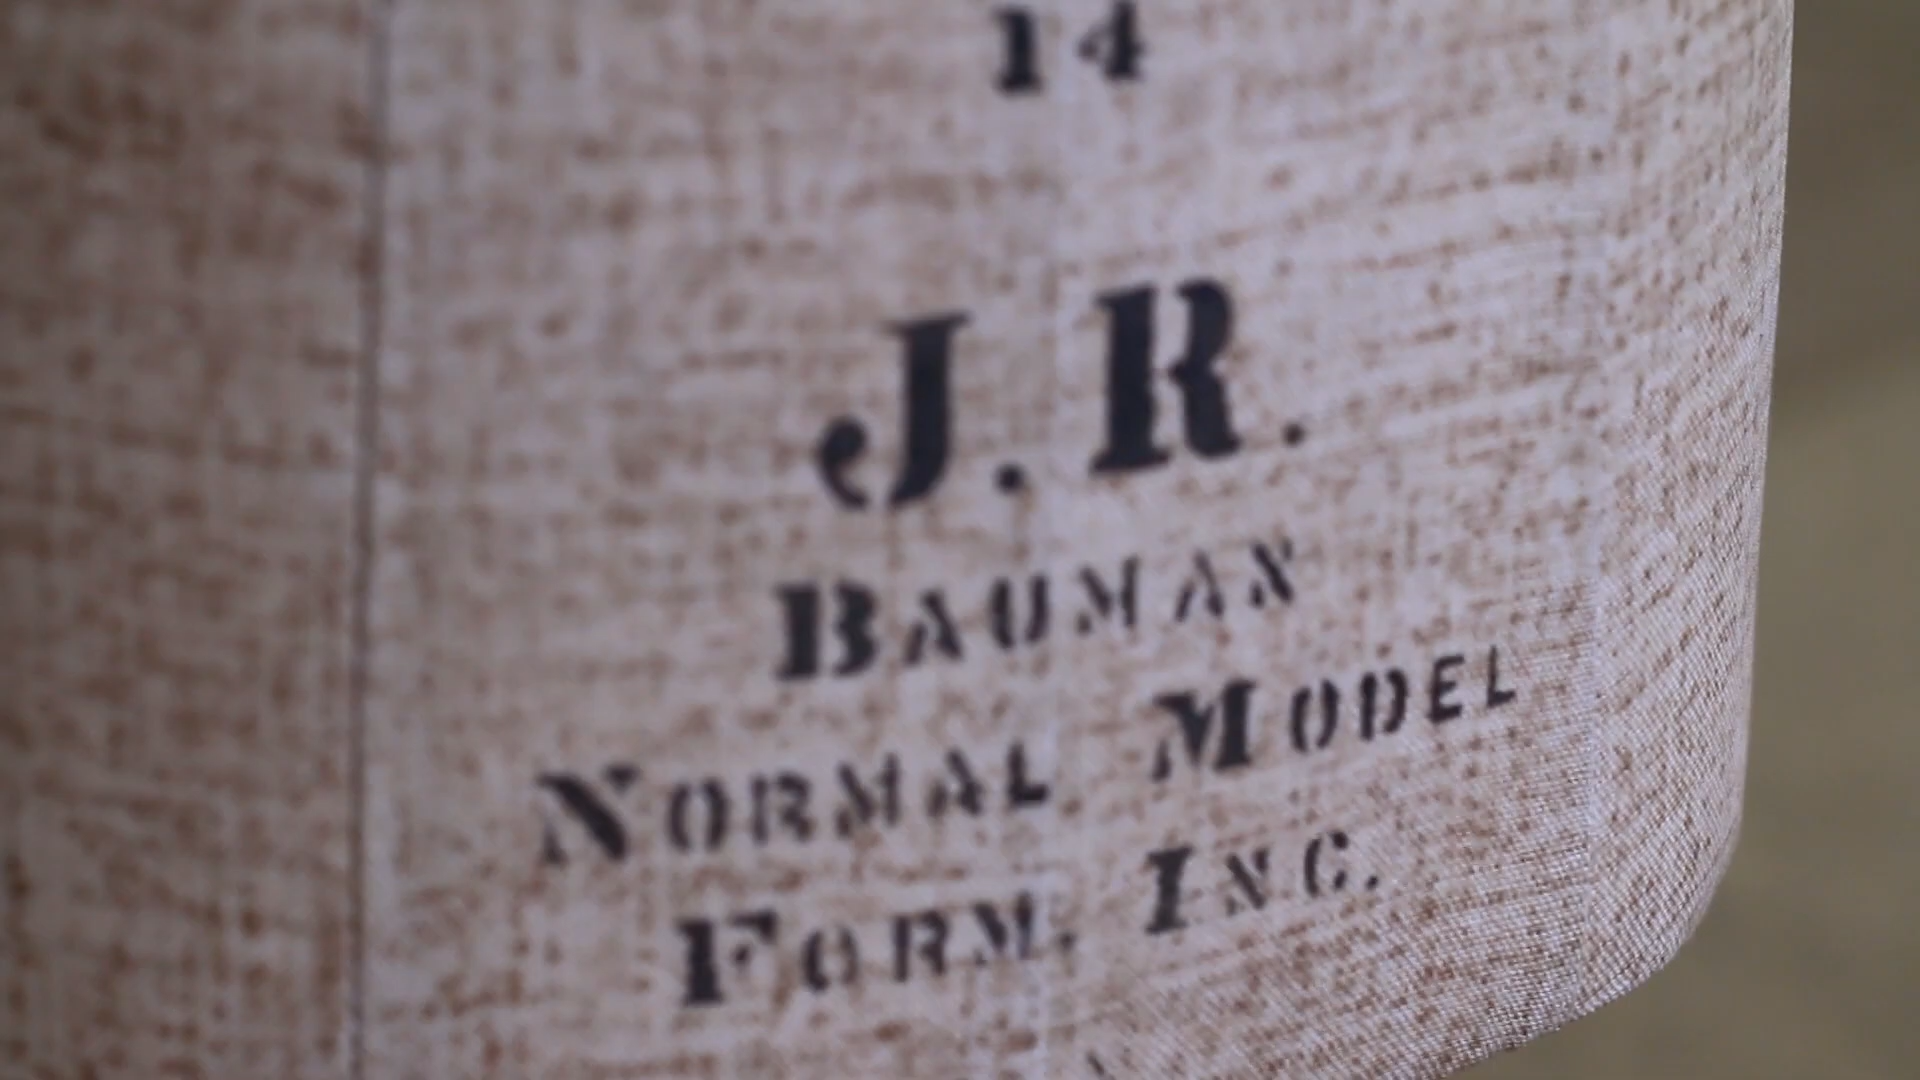 14
J. R.
BAUMAN
NORMAL MODEL
FORM, INC.